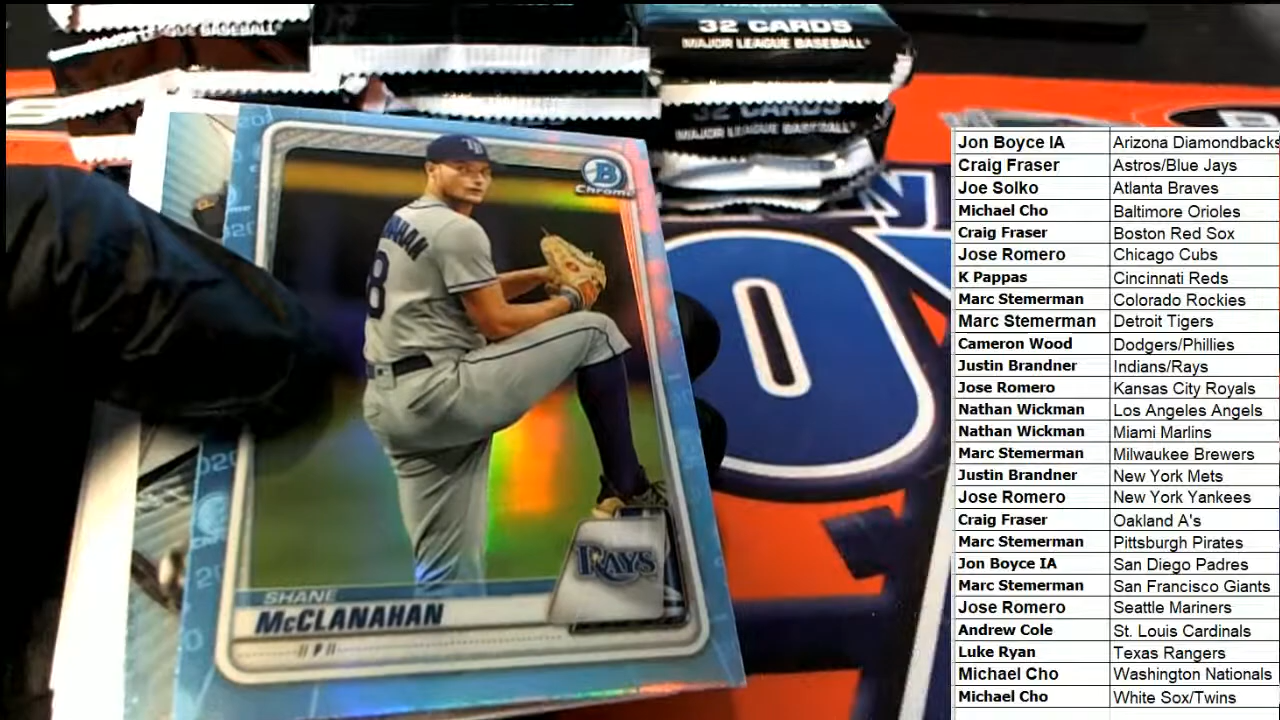 MAJOR LEAGUE BASEBALL
32 CARDS
MAJOR LEAGUE BASEBALL
32 CARDS
MAJOR LEAGUE BASEBALL
B
Chrome
TB
8
RAYS
SHANE
McCLANAHAN
P
Jon Boyce IA Arizona Diamondbacks
Craig Fraser Astros/Blue Jays
Joe Solko Atlanta Braves
Michael Cho Baltimore Orioles
Craig Fraser Boston Red Sox
Jose Romero Chicago Cubs
K Pappas Cincinnati Reds
Marc Stemerman Colorado Rockies
Marc Stemerman Detroit Tigers
Cameron Wood Dodgers/Phillies
Justin Brandner Indians/Rays
Jose Romero Kansas City Royals
Nathan Wickman Los Angeles Angels
Nathan Wickman Miami Marlins
Marc Stemerman Milwaukee Brewers
Justin Brandner New York Mets
Jose Romero New York Yankees
Craig Fraser Oakland A's
Marc Stemerman Pittsburgh Pirates
Jon Boyce IA San Diego Padres
Marc Stemerman San Francisco Giants
Jose Romero Seattle Mariners
Andrew Cole St. Louis Cardinals
Luke Ryan Texas Rangers
Michael Cho Washington Nationals
Michael Cho White Sox/Twins